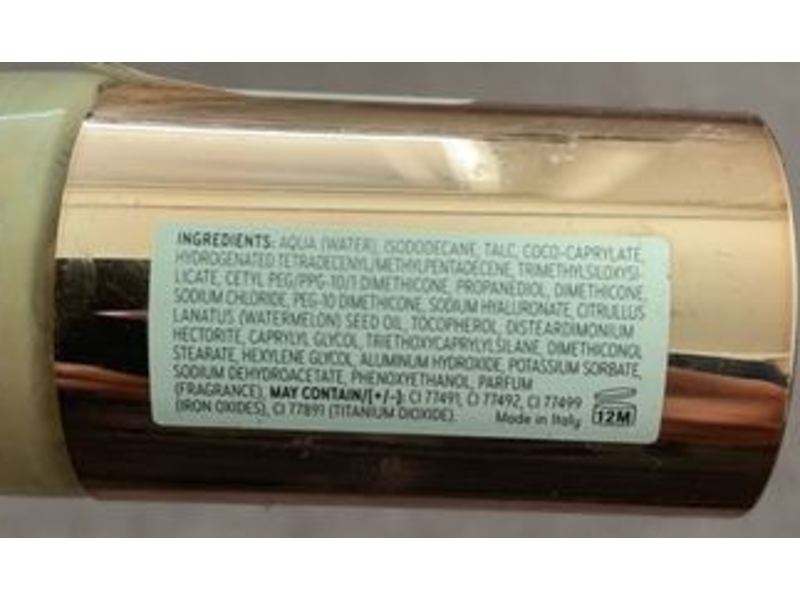 INGREDIENTS: AQUA (WATER), ISODODECANE, TALC, COCO-CAPRYLATE,
HYDROGENATED TETRADECENYL/METHYLPENTADECENE, TRIMETHYLSILOXYSI-
LICATE, CETYL PEG/PPG-10/1 DIMETHICONE, PROPANEDIOL, DIMETHICONE,
SODIUM CHLORIDE, PEG-10 DIMETHICONE, SODIUM HYALURONATE, CITRULLUS
LANATUS (WATERMELON) SEED OIL, TOCOPHEROL, DISTEARDIMONIUM
HECTORITE, CAPRYLYL GLYCOL, TRIETHOXYCAPRYLYLSILANE, DIMETHICONOL
STEARATE, HEXYLENE GLYCOL, ALUMINUM HYDROXIDE, POTASSIUM SORBATE,
SODIUM DEHYDROACETATE, PHENOXYETHANOL, PARFUM
(FRAGRANCE). MAY CONTAIN/[+/-]: CI 77491, CI 77492, CI 77499
(IRON OXIDES), CI 77891 (TITANIUM DIOXIDE). Made in Italy 12M